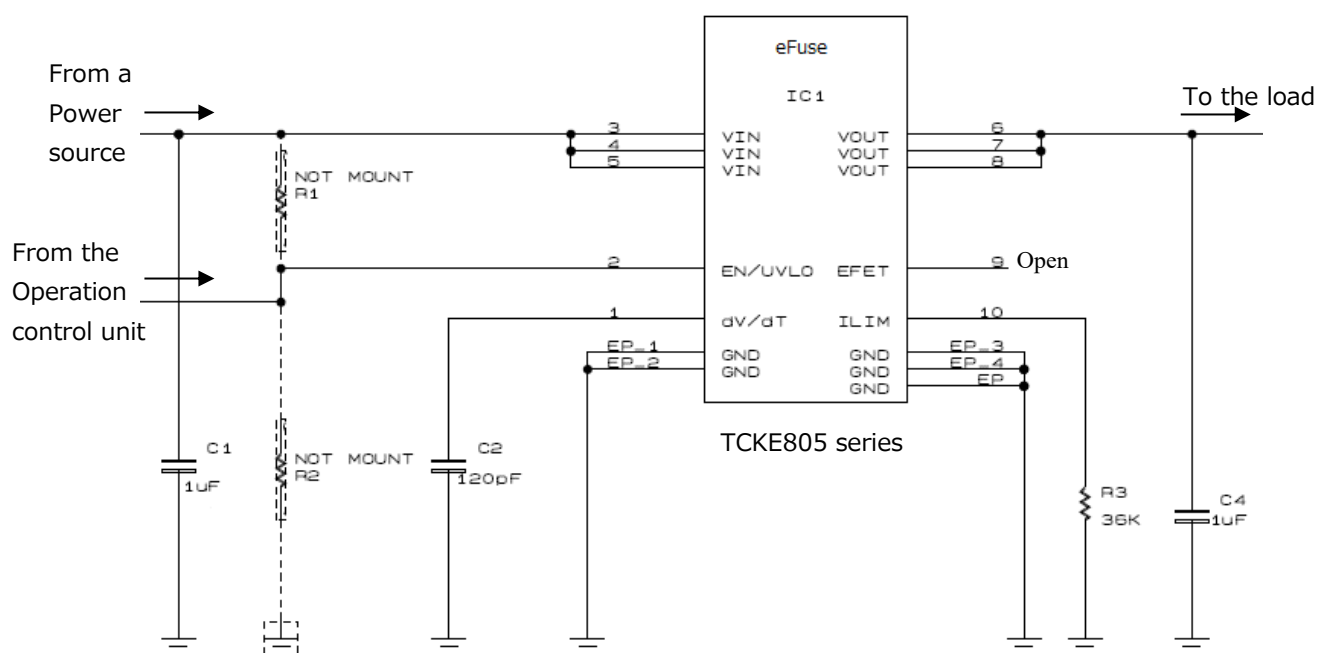 eFuse
IC1
From a
Power
source
To the load
3
4
5
VIN
VIN
VIN
VOUT
VOUT
VOUT
6
7
8
NOT MOUNT
R1
From the
Operation
control unit
2
EN/UVLO
EFET
9
Open
1
dV/dT
ILIM
10
EP_1
EP_2
GND
GND
GND
GND
GND
EP_3
EP_4
EP
TCKE805 series
C1
1uF
NOT MOUNT
R2
C2
120pF
R3
36K
C4
1uF